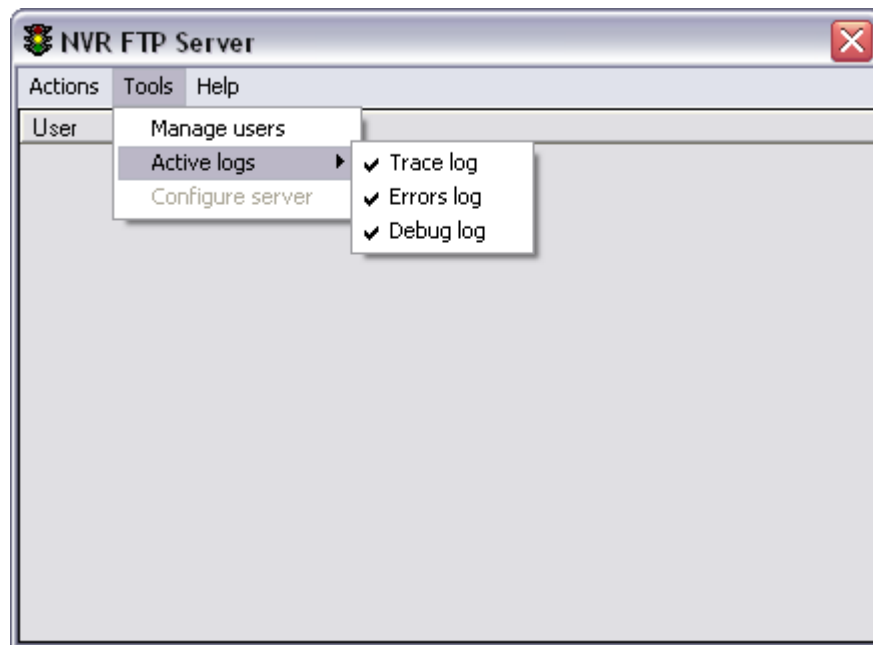 NVR FTP Server
Actions Tools Help
User
Manage users
Active logs
Configure server
Trace log
Errors log
Debug log